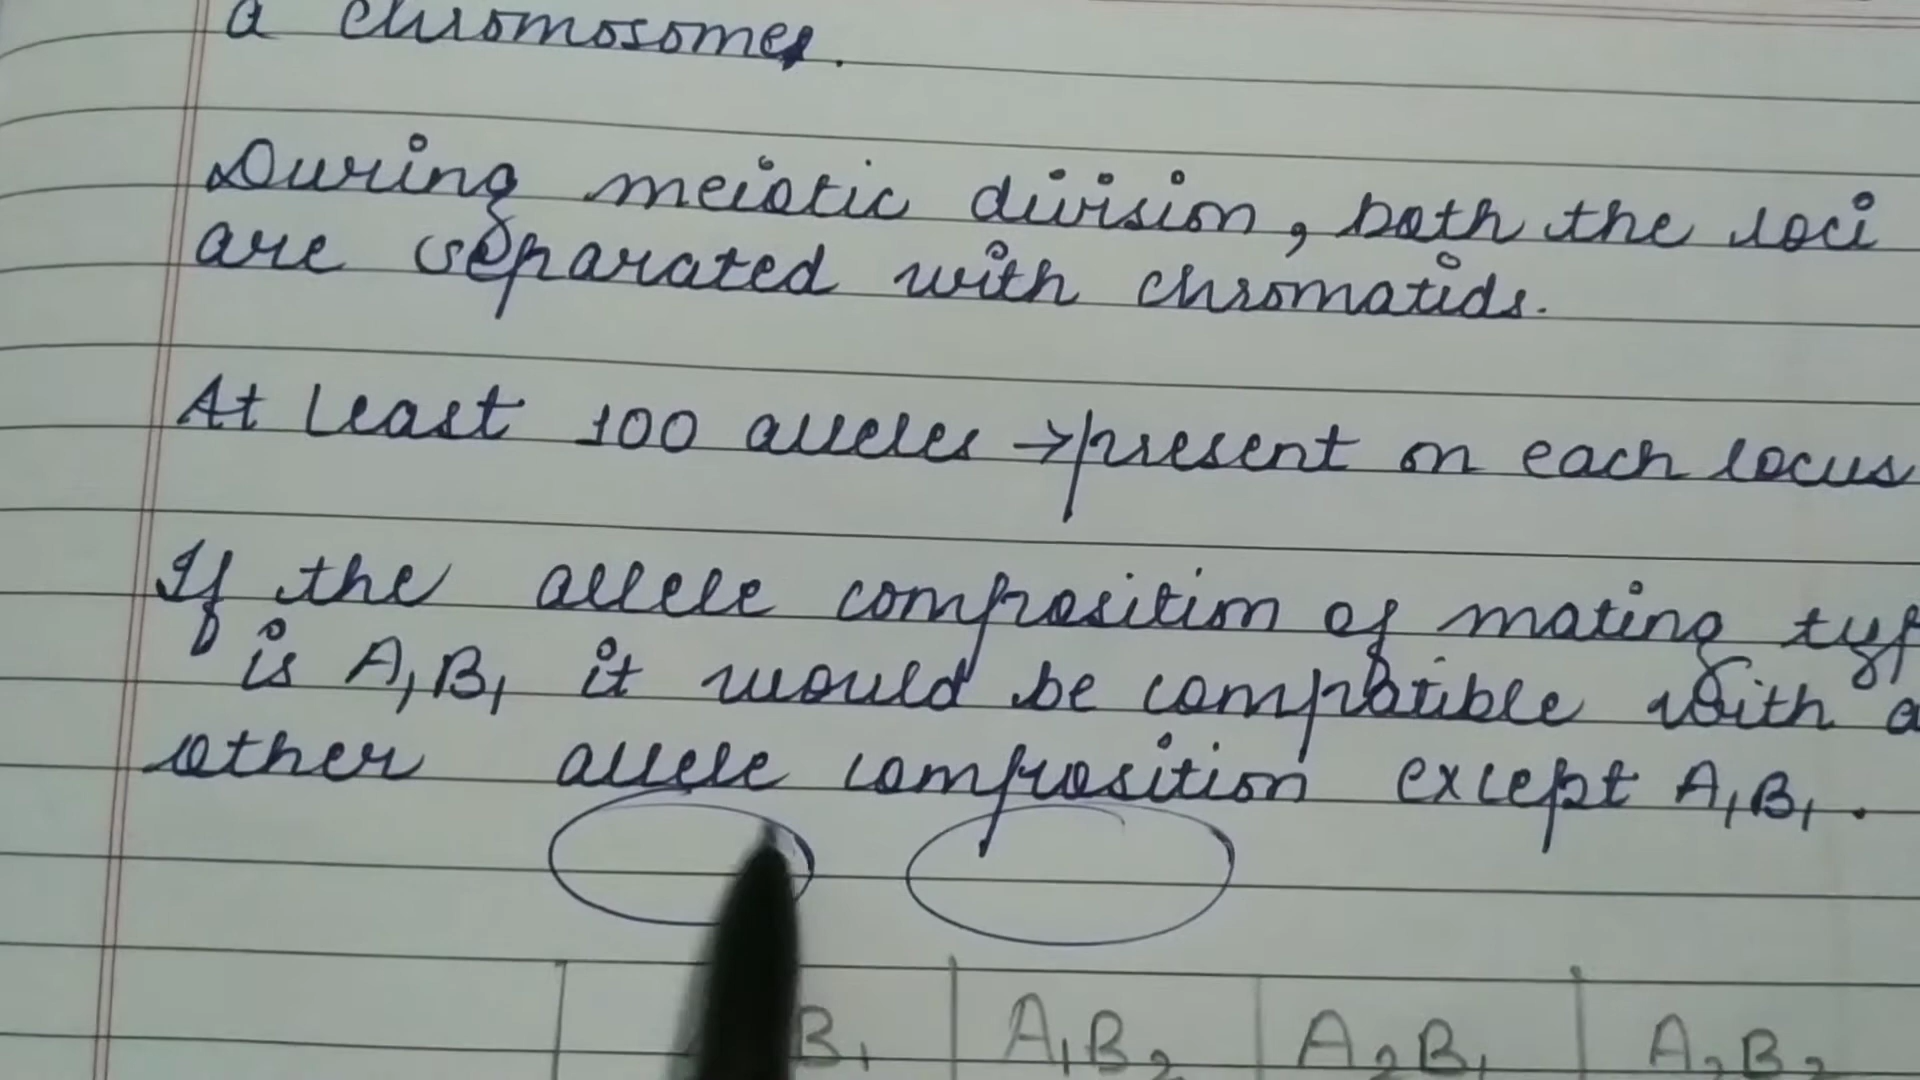 a chromosomes.
During meiotic division, both the loci
are separated with chromatids.
At least 100 alleles → present on each locus
If the allele composition of mating typ
is A₁B₁ it would be compatible with a
other allele composition except A₁B₁.
B₁ A₁B₂ A₂B₁ A₂B₂